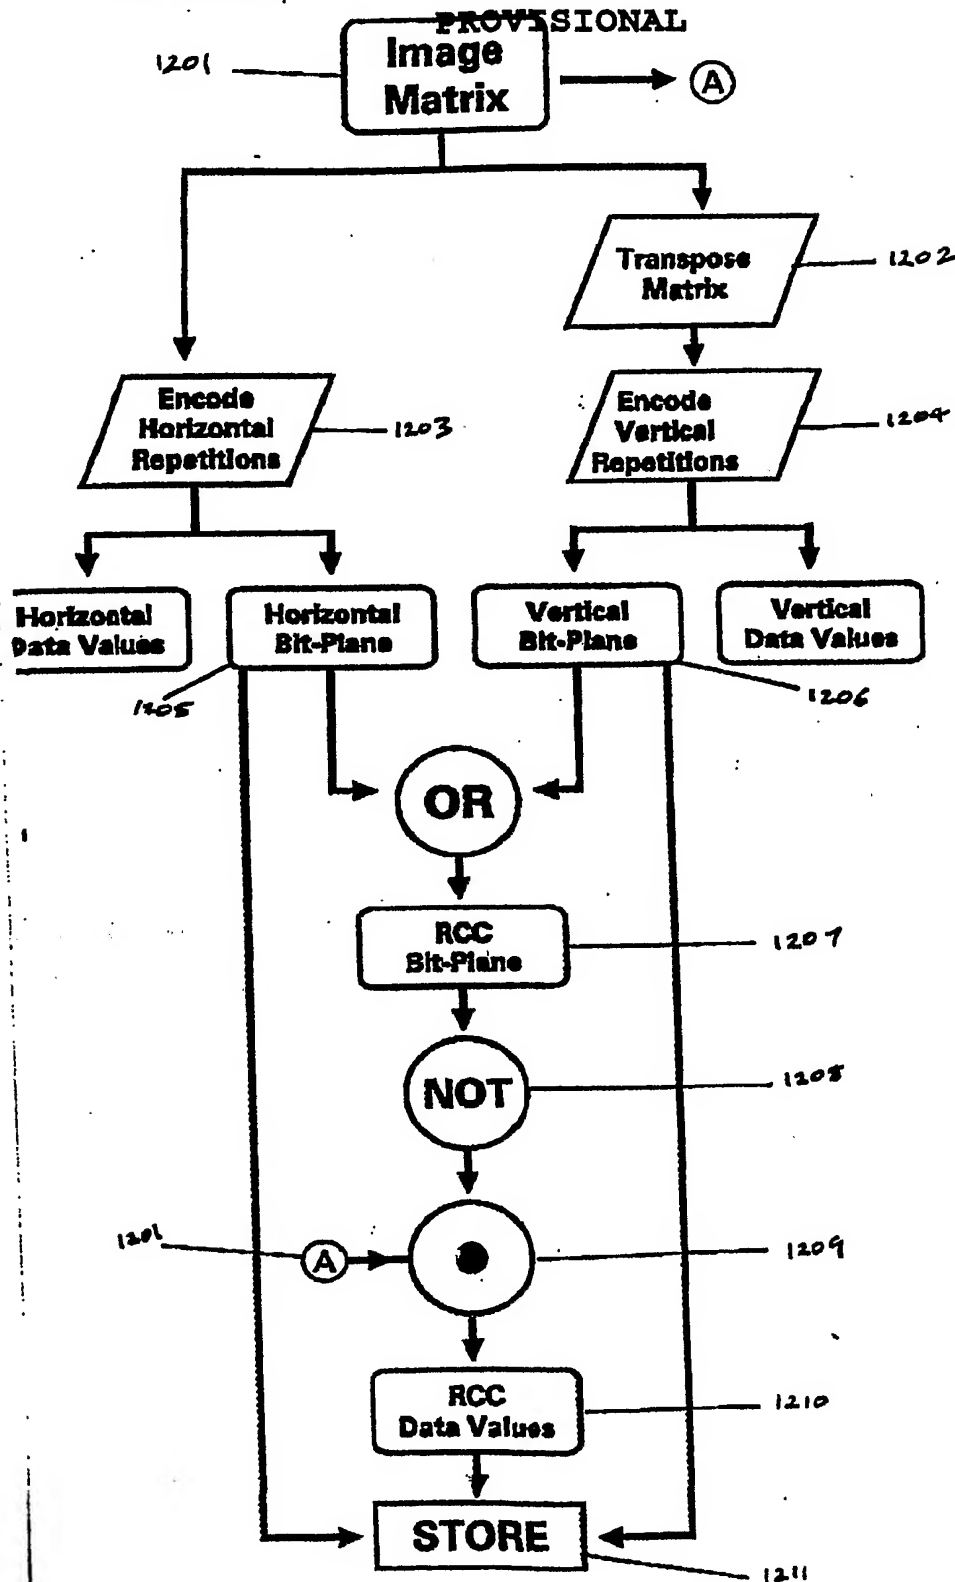 PROVISIONAL
1201
Image
Matrix
A
Transpose
Matrix
1202
Encode
Horizontal
Repetitions
1203
Encode
Vertical
Repetitions
1204
Horizontal
Data Values
Horizontal
Bit-Plane
Vertical
Bit-Plane
Vertical
Data Values
1205
1206
OR
RCC
Bit-Plane
1207
NOT
1208
1201
A
1209
RCC
Data Values
1210
STORE
1211